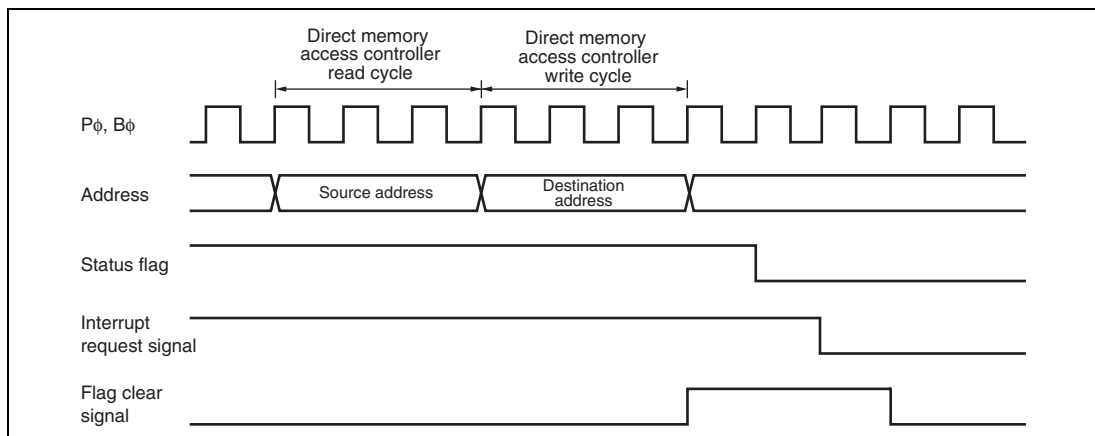 Direct memory
access controller
read cycle
Direct memory
access controller
write cycle
Pϕ, Bϕ
Address
Source address
Destination
address
Status flag
Interrupt
request signal
Flag clear
signal